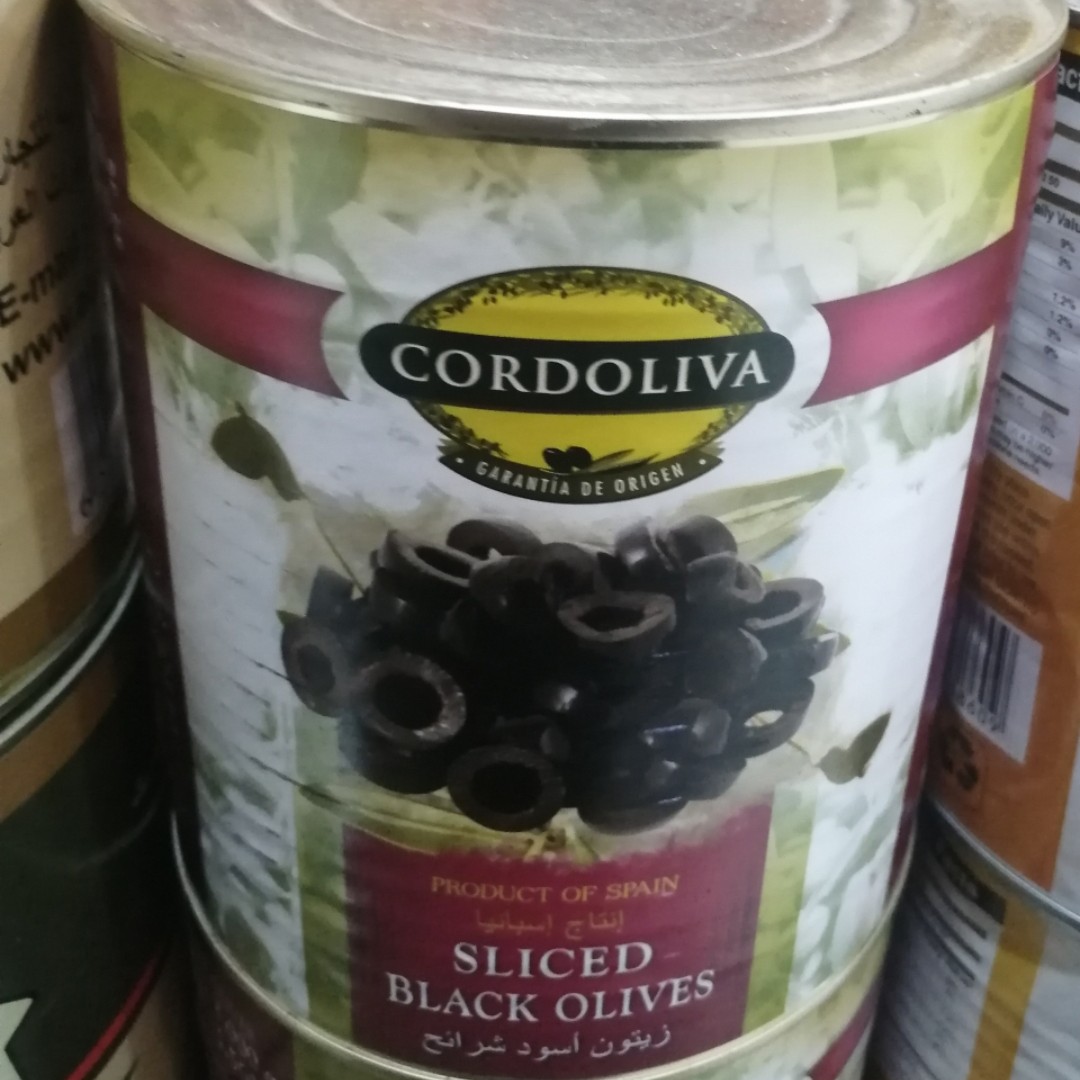 CORDOLIVA
• GARANTÍA DE ORIGEN •
PRODUCT OF SPAIN
إنتاج إسبانيا
SLICED
BLACK OLIVES
زيتون أسود شرائح